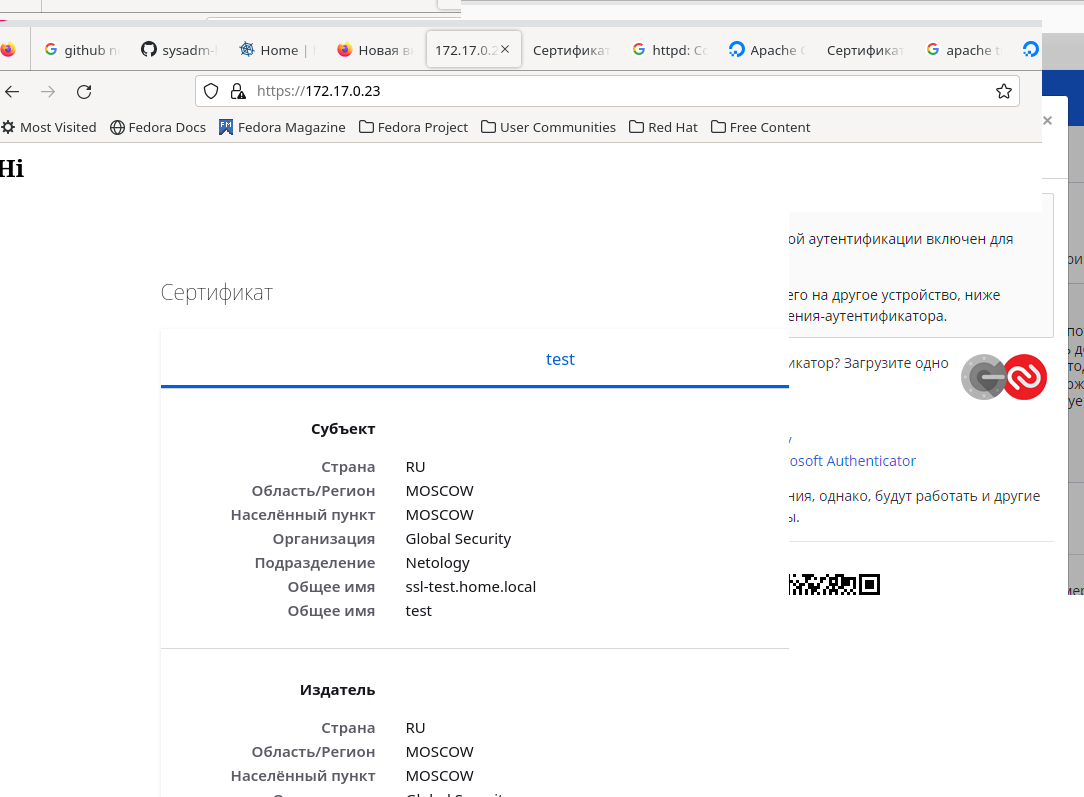 github n
sysadm-
Home |
Новая в
172.17.0.2
Сертификат
httpd: Co
Apache C
Сертификат
apache t
https://172.17.0.23
Most Visited
Fedora Docs
Fedora Magazine
Fedora Project
User Communities
Red Hat
Free Content
Hi
ой аутентификации включен для
его на другое устройство, ниже
ения-аутентификатора.
икатор? Загрузите одно
osoft Authenticator
ния, однако, будут работать и другие
ы.
Сертификат
test
Субъект
Страна RU
Область/Регион MOSCOW
Населённый пункт MOSCOW
Организация Global Security
Подразделение Netology
Общее имя ssl-test.home.local
Общее имя test
Издатель
Страна RU
Область/Регион MOSCOW
Населённый пункт MOSCOW